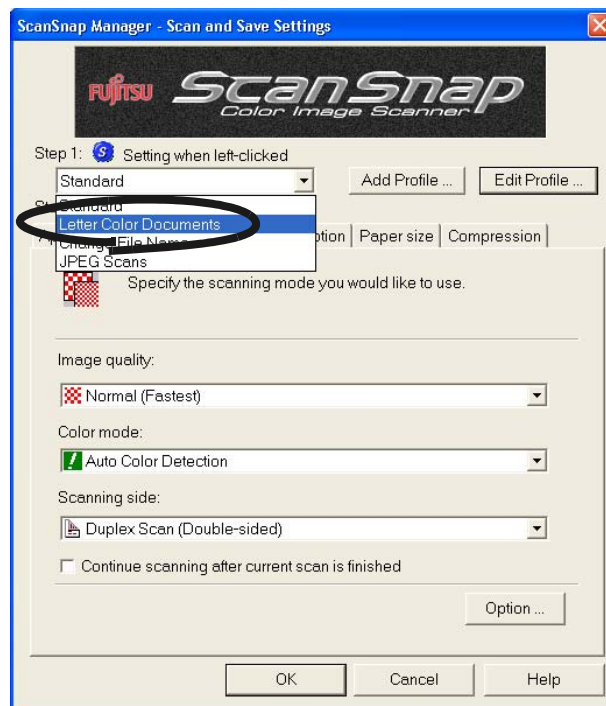 ScanSnap Manager - Scan and Save Settings
FUJITSU ScanSnap
Color Image Scanner
Step 1: S Setting when left-clicked
Standard Add Profile ... Edit Profile ...
Standard
Letter Color Documents
Change File Name Paper size Compression
JPEG Scans
Specify the scanning mode you would like to use.
Image quality:
Normal (Fastest)
Color mode:
Auto Color Detection
Scanning side:
Duplex Scan (Double-sided)
Continue scanning after current scan is finished
Option ...
OK Cancel Help